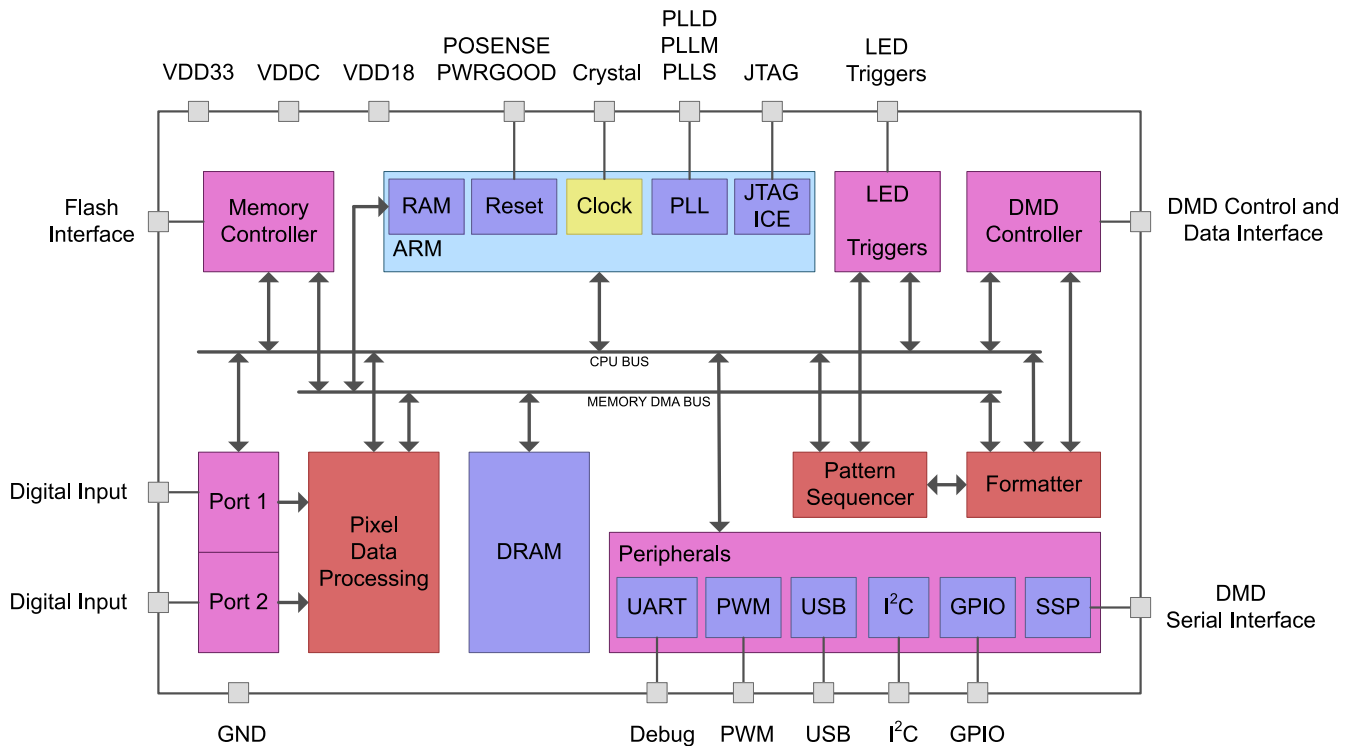 PLLD
POSENSE PLLM LED
VDD33 VDDC VDD18 PWRGOOD Crystal PLLS JTAG Triggers
Flash
Interface
Memory
Controller
RAM Reset Clock PLL JTAG
ICE
ARM
LED
Triggers
DMD
Controller
DMD Control and
Data Interface
CPU BUS
MEMORY DMA BUS
Digital Input
Port 1
Digital Input
Port 2
Pixel
Data
Processing
DRAM
Pattern
Sequencer
Formatter
Peripherals
UART PWM USB I²C GPIO SSP
DMD
Serial Interface
GND Debug PWM USB I²C GPIO